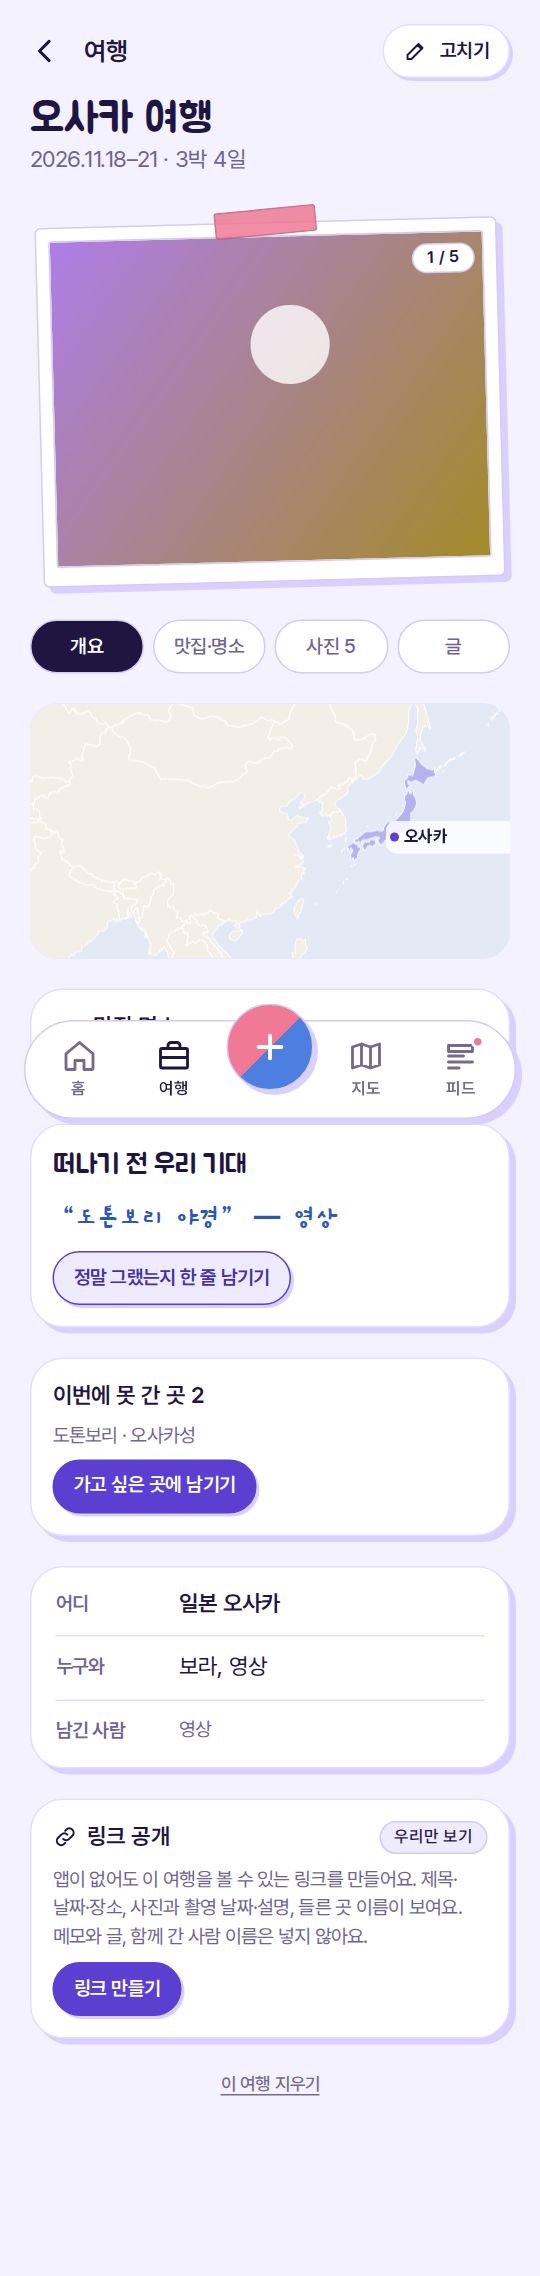 여행
고치기
오사카 여행
2026.11.18–21 · 3박 4일
1 / 5
개요
맛집·명소
사진 5
글
오사카
홈
여행
지도
피드
떠나기 전 우리 기대
“도톤보리 야경” — 영상
정말 그랬는지 한 줄 남기기
이번에 못 간 곳 2
도톤보리 · 오사카성
가고 싶은 곳에 남기기
어디 일본 오사카
누구와 보라, 영상
남긴 사람 영상
링크 공개
우리만 보기
앱이 없어도 이 여행을 볼 수 있는 링크를 만들어요. 제목·
날짜·장소, 사진과 촬영 날짜·설명, 들른 곳 이름이 보여요.
메모와 글, 함께 간 사람 이름은 넣지 않아요.
링크 만들기
이 여행 지우기